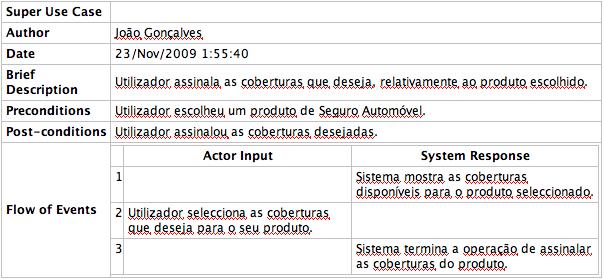 Super Use Case
Author João Gonçalves
Date 23/Nov/2009 1:55:40
Brief Description Utilizador assinala as coberturas que deseja, relativamente ao produto escolhido.
Preconditions Utilizador escolheu um produto de Seguro Automóvel.
Post-conditions Utilizador assinalou as coberturas desejadas.
Flow of Events
Actor Input System Response
1 Sistema mostra as coberturas
disponíveis para o produto seleccionado.
2 Utilizador selecciona as coberturas
que deseja para o seu produto.
3 Sistema termina a operação de assinalar
as coberturas do produto.